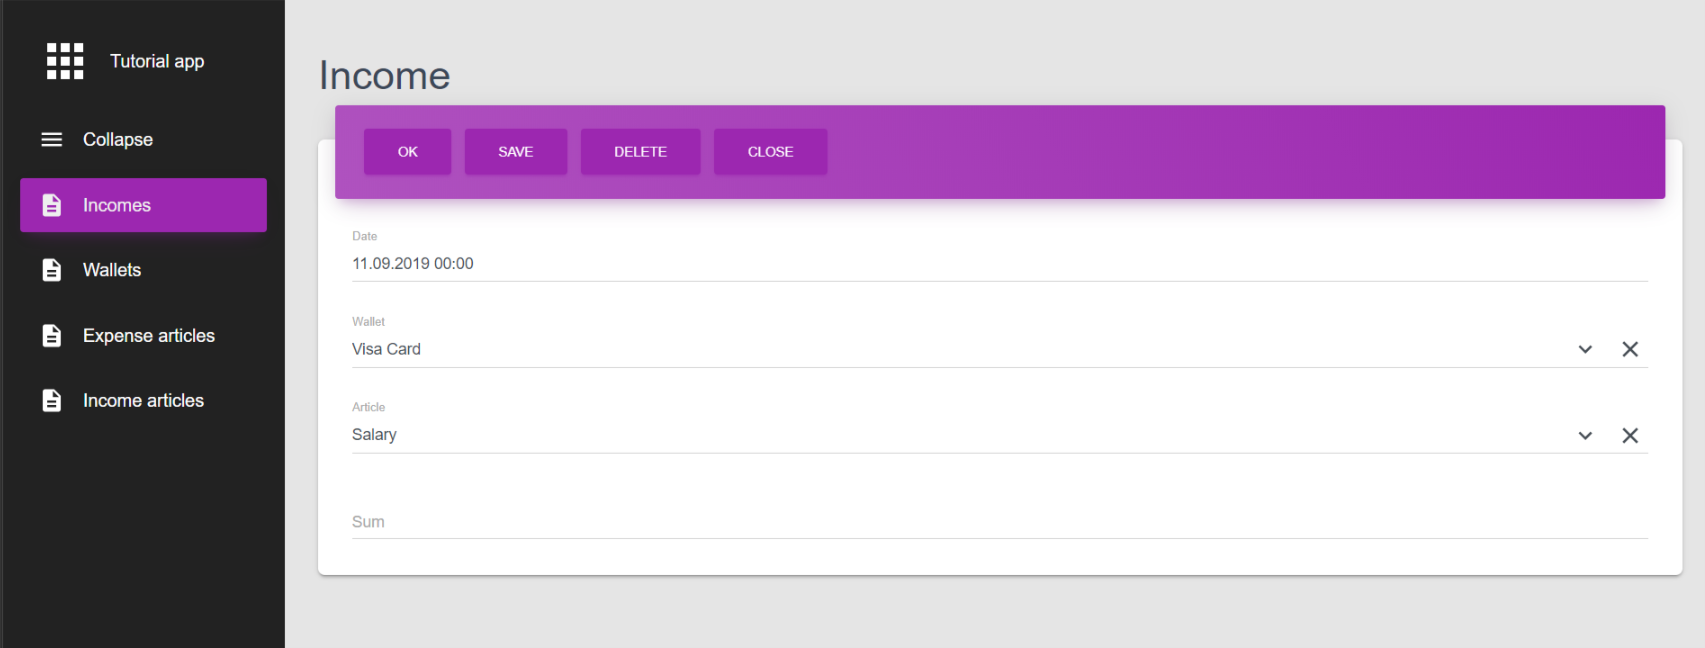 Tutorial app
Collapse
Incomes
Wallets
Expense articles
Income articles
Income
OK SAVE DELETE CLOSE
Date
11.09.2019 00:00
Wallet
Visa Card
Article
Salary
Sum